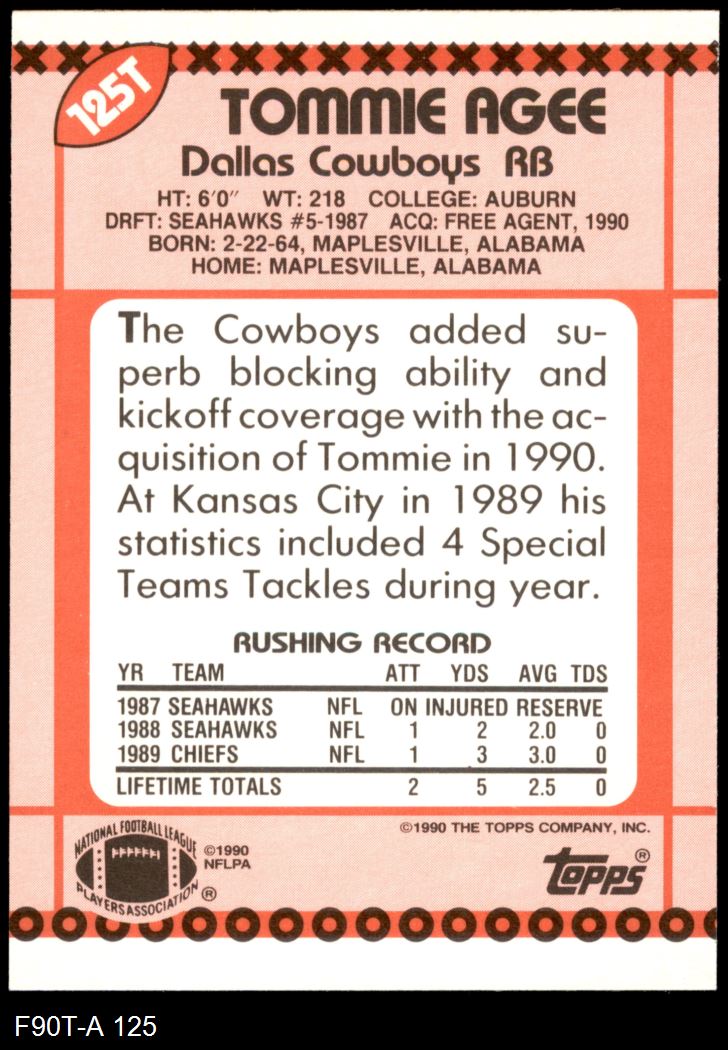 125T
TOMMIE AGEE
Dallas Cowboys RB
HT: 6'0" WT: 218 COLLEGE: AUBURN
DRFT: SEAHAWKS #5-1987 ACQ: FREE AGENT, 1990
BORN: 2-22-64, MAPLESVILLE, ALABAMA
HOME: MAPLESVILLE, ALABAMA
The Cowboys added su-
perb blocking ability and
kickoff coverage with the ac-
quisition of Tommie in 1990.
At Kansas City in 1989 his
statistics included 4 Special
Teams Tackles during year.
RUSHING RECORD
YR TEAM ATT YDS AVG TDS
1987 SEAHAWKS NFL ON INJURED RESERVE
1988 SEAHAWKS NFL 1 2 2.0 0
1989 CHIEFS NFL 1 3 3.0 0
LIFETIME TOTALS 2 5 2.5 0
©1990 THE TOPPS COMPANY, INC.
NATIONAL FOOTBALL LEAGUE
PLAYERS ASSOCIATION ®
©1990
NFLPA
topps ®
F90T-A 125